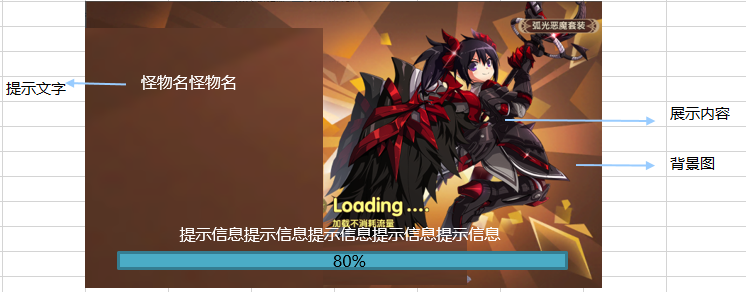 弧光恶魔套装
提示文字
怪物名怪物名
展示内容
背景图
Loading ....
加载不消耗流量
提示信息提示信息提示信息提示信息提示信息
80%